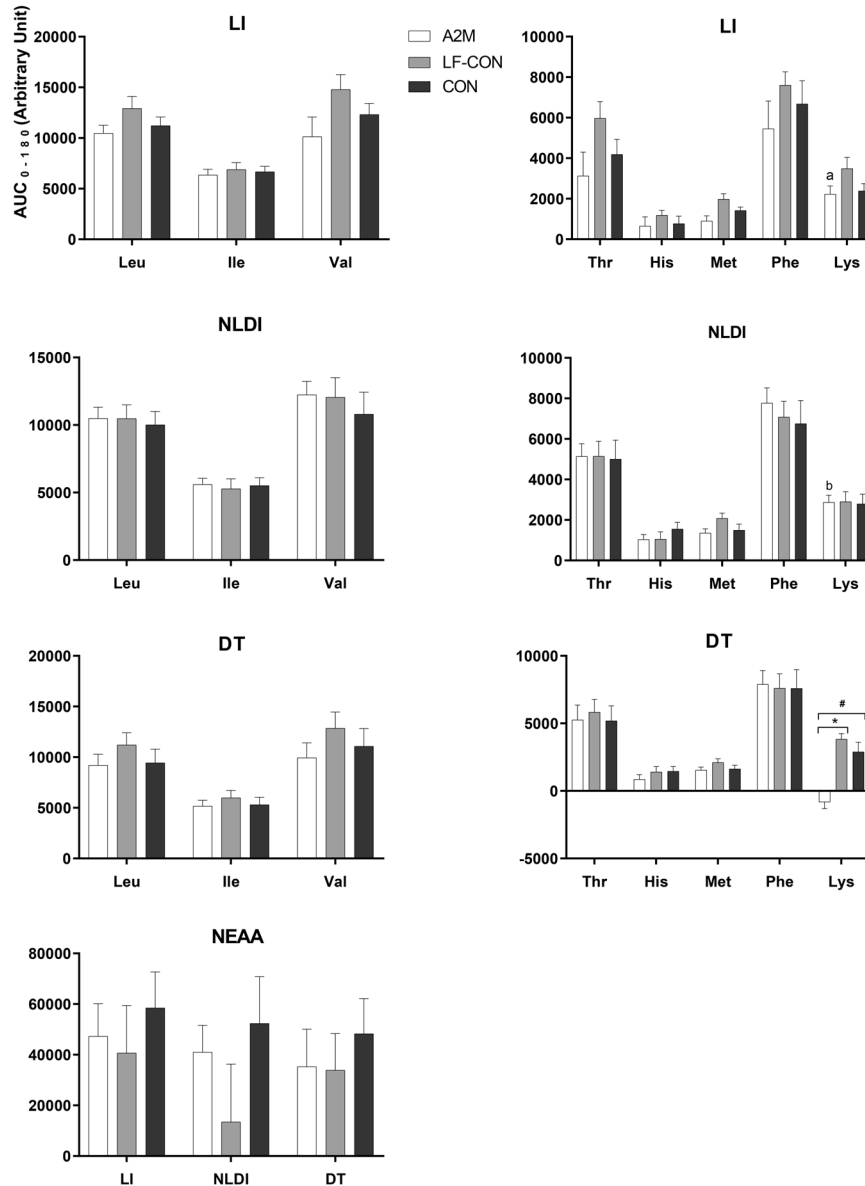 LI
AUC 0-180 (Arbitrary Unit)
20000
15000
10000
5000
0
Leu Ile Val
A2M
LF-CON
CON
LI
10000
8000
6000
4000
2000
0
a
Thr His Met Phe Lys
NLDI
15000
10000
5000
0
Leu Ile Val
NLDI
10000
8000
6000
4000
2000
0
b
Thr His Met Phe Lys
DT
20000
15000
10000
5000
0
Leu Ile Val
DT
10000
5000
0
-5000
#
*
Thr His Met Phe Lys
NEAA
80000
60000
40000
20000
0
LI NLDI DT